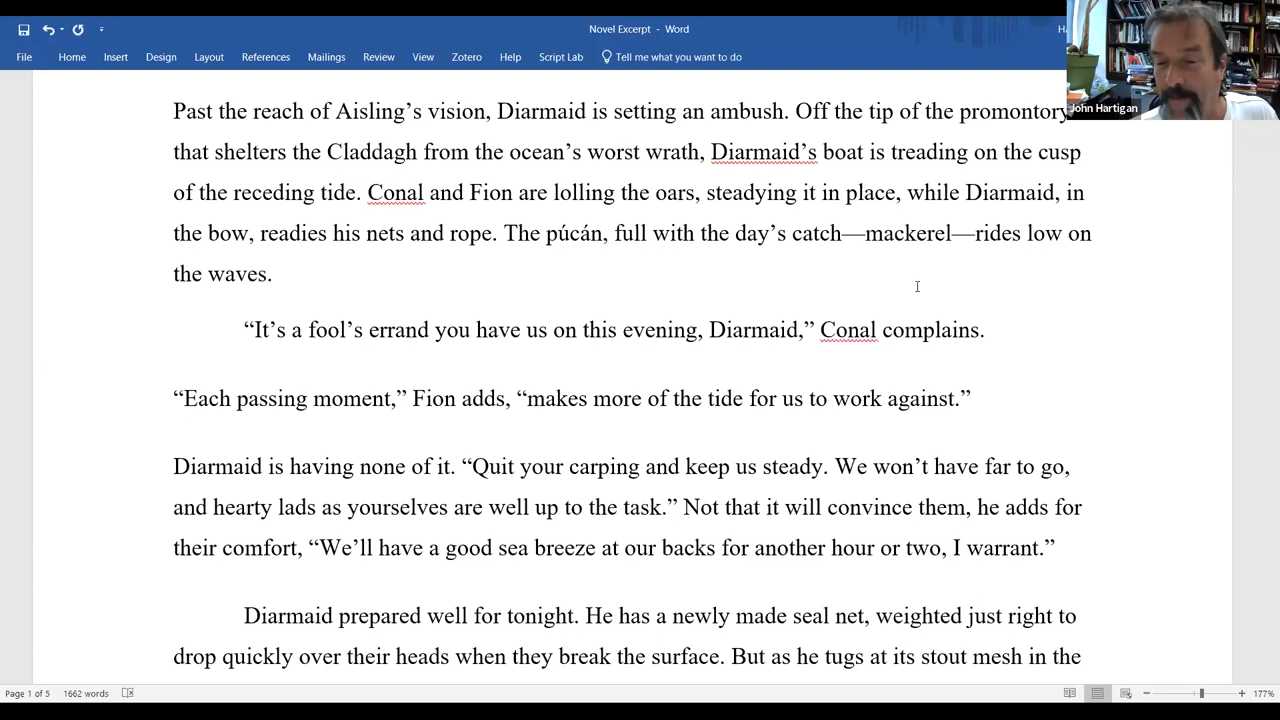 Novel Excerpt - Word
Ha
File Home Insert Design Layout References Mailings Review View Zotero Help Script Lab Tell me what you want to do
John Hartigan
Past the reach of Aisling’s vision, Diarmaid is setting an ambush. Off the tip of the promontory
that shelters the Claddagh from the ocean’s worst wrath, Diarmaid’s boat is treading on the cusp
of the receding tide. Conal and Fion are lolling the oars, steadying it in place, while Diarmaid, in
the bow, readies his nets and rope. The púcán, full with the day’s catch—mackerel—rides low on
the waves.
“It’s a fool’s errand you have us on this evening, Diarmaid,” Conal complains.
“Each passing moment,” Fion adds, “makes more of the tide for us to work against.”
Diarmaid is having none of it. “Quit your carping and keep us steady. We won’t have far to go,
and hearty lads as yourselves are well up to the task.” Not that it will convince them, he adds for
their comfort, “We’ll have a good sea breeze at our backs for another hour or two, I warrant.”
Diarmaid prepared well for tonight. He has a newly made seal net, weighted just right to
drop quickly over their heads when they break the surface. But as he tugs at its stout mesh in the
Page 1 of 5 1662 words 177%